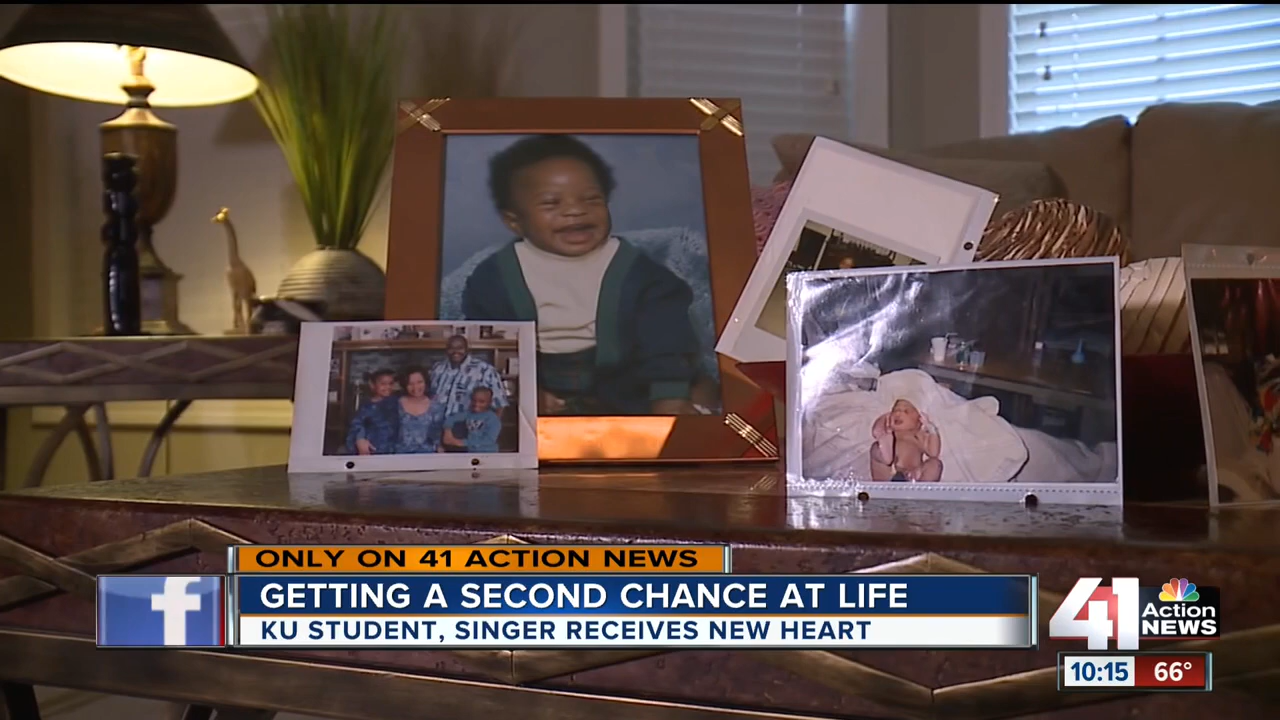 ONLY ON 41 ACTION NEWS
GETTING A SECOND CHANCE AT LIFE
KU STUDENT, SINGER RECEIVES NEW HEART
f
41 Action
NEWS
10:15 66°